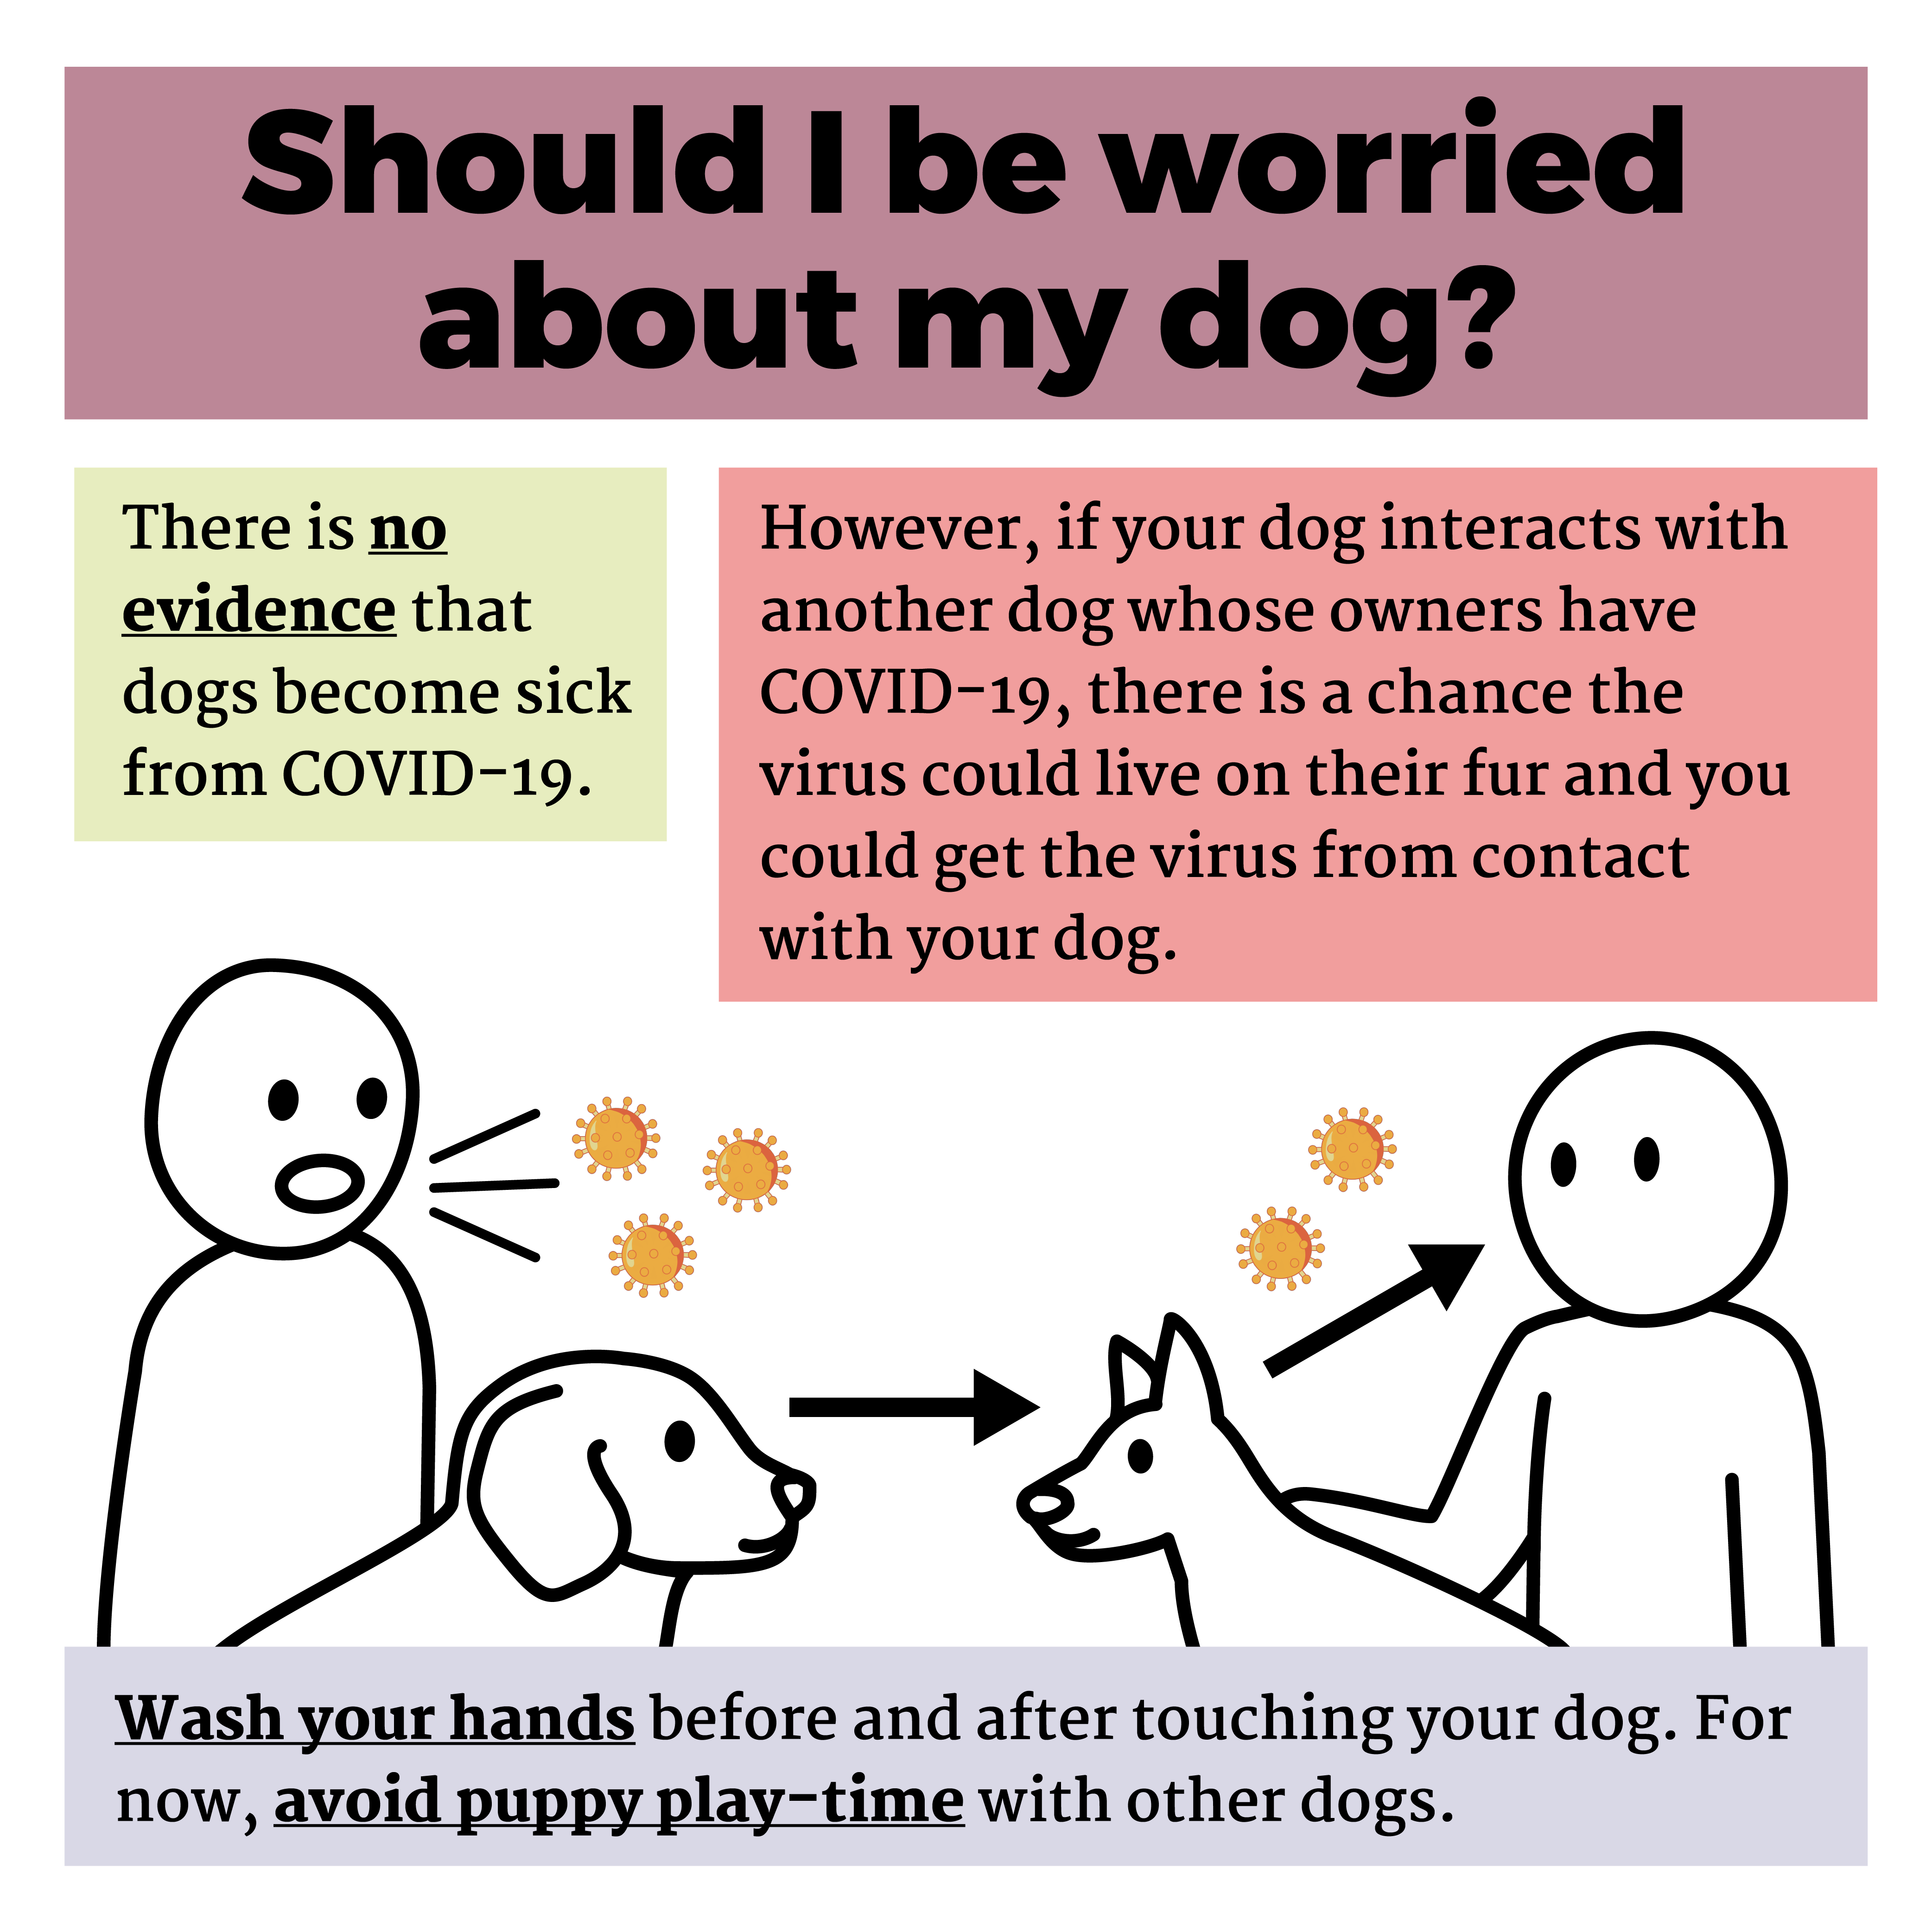 Should I be worried
about my dog?
There is no
evidence that
dogs become sick
from COVID-19.
However, if your dog interacts with
another dog whose owners have
COVID-19, there is a chance the
virus could live on their fur and you
could get the virus from contact
with your dog.
Wash your hands before and after touching your dog. For
now, avoid puppy play-time with other dogs.